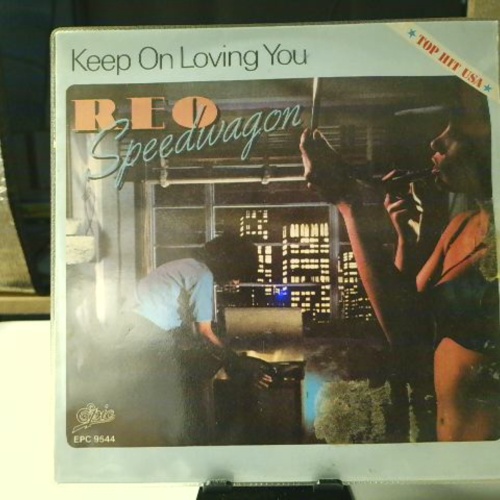 Keep On Loving You
★ TOP HIT USA ★
REO
Speedwagon
Epic
EPC 9544